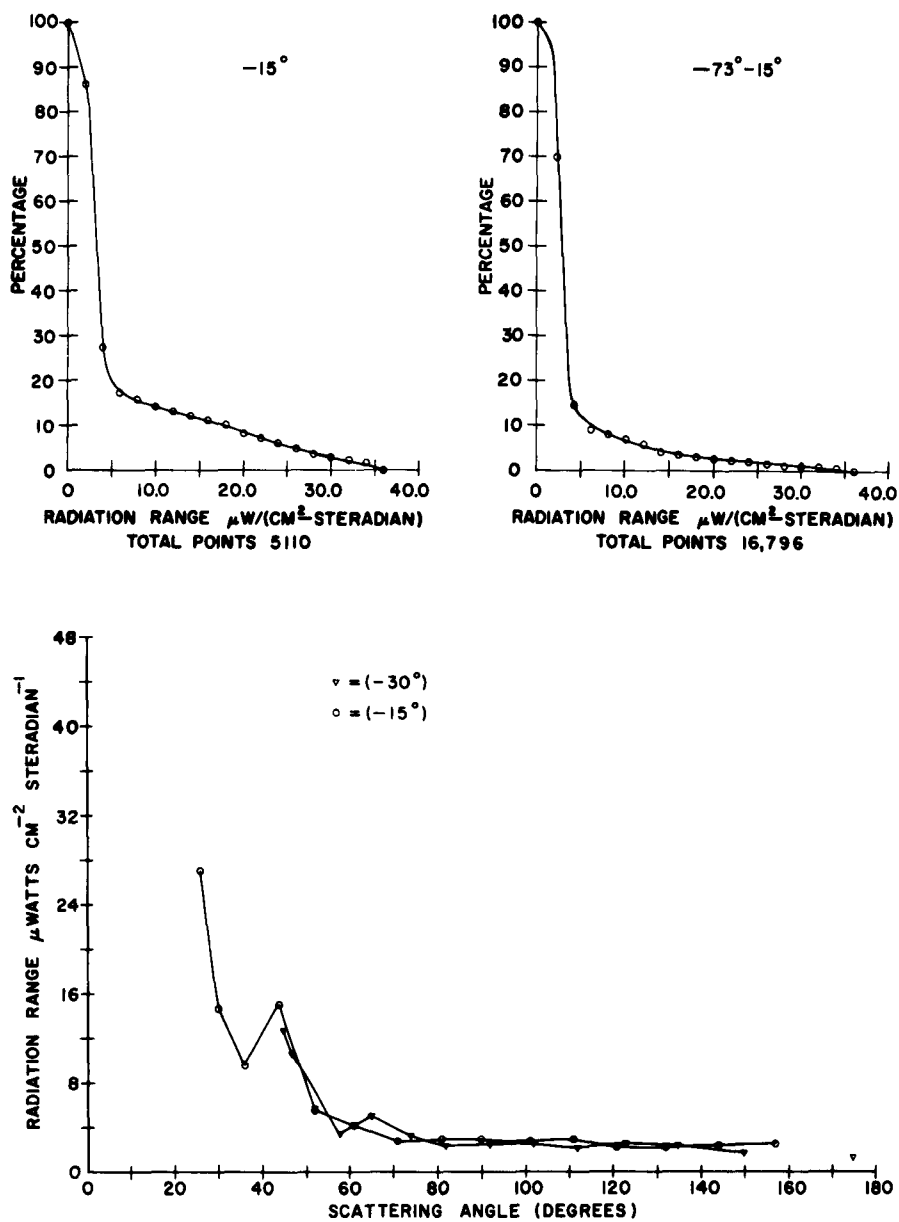 -15°
PERCENTAGE
100
90
80
70
60
50
40
30
20
10
0
0 10.0 20.0 30.0 40.0
RADIATION RANGE μW/(CM²-STERADIAN)
TOTAL POINTS 5110
-73°-15°
PERCENTAGE
100
90
80
70
60
50
40
30
20
10
0
0 10.0 20.0 30.0 40.0
RADIATION RANGE μW/(CM²-STERADIAN)
TOTAL POINTS 16,796
RADIATION RANGE μWATTS CM⁻² STERADIAN⁻¹
48
40
32
24
16
8
0
▿ = (-30°)
○ = (-15°)
0 20 40 60 80 100 120 140 160 180
SCATTERING ANGLE (DEGREES)